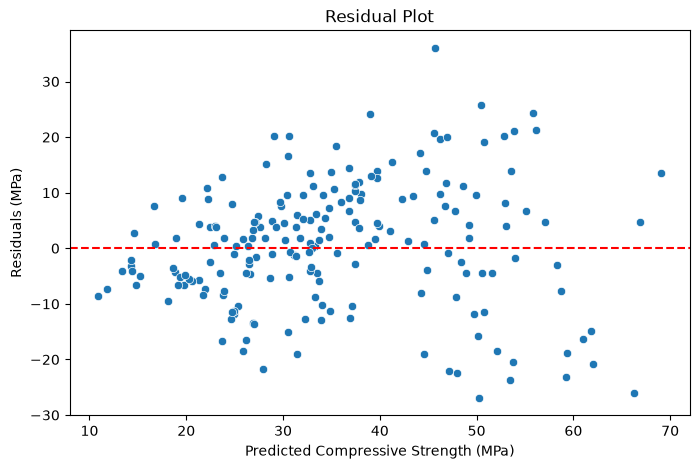 Residual Plot
Residuals (MPa)
30
20
10
0
−10
−20
−30
10 20 30 40 50 60 70
Predicted Compressive Strength (MPa)